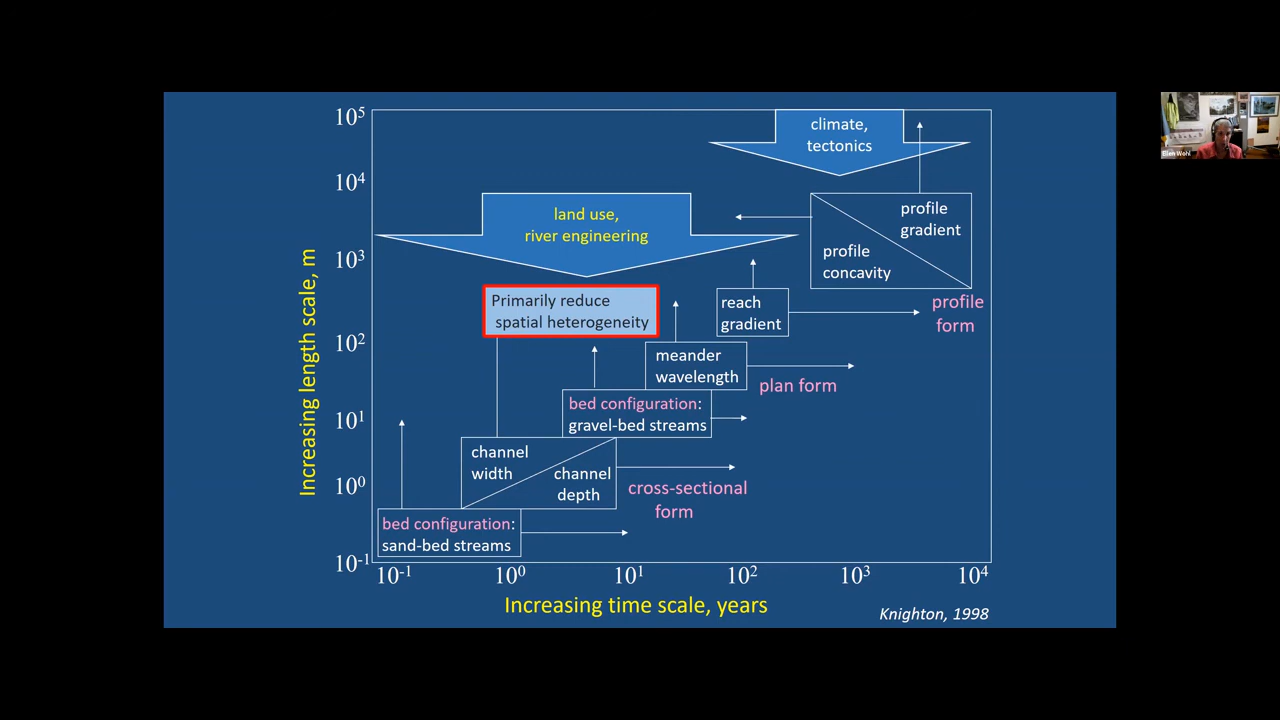 10⁵
10⁴
10³
10²
10¹
10⁰
10⁻¹
Increasing length scale, m
climate,
tectonics
land use,
river engineering
profile
gradient
profile
concavity
Primarily reduce
spatial heterogeneity
reach
gradient
profile
form
meander
wavelength
plan form
bed configuration:
gravel-bed streams
channel
width
channel
depth
cross-sectional
form
bed configuration:
sand-bed streams
10⁻¹ 10⁰ 10¹ 10² 10³ 10⁴
Increasing time scale, years
Knighton, 1998
Ellen Wohl